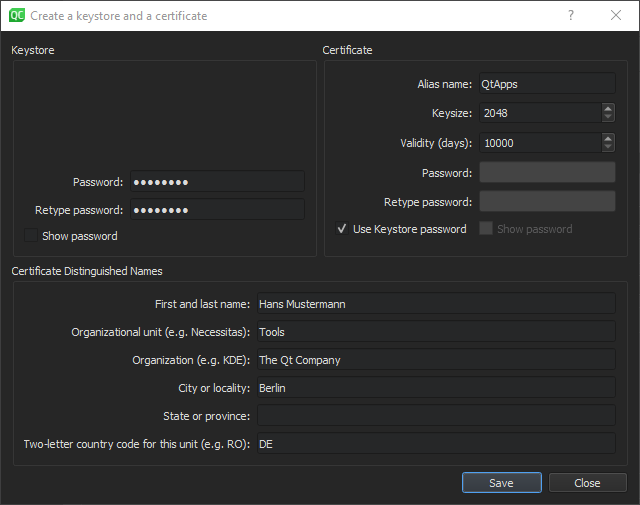 QC Create a keystore and a certificate ?
Keystore
Password: ●●●●●●●●
Retype password: ●●●●●●●●
Show password
Certificate
Alias name: QtApps
Keysize: 2048
Validity (days): 10000
Password:
Retype password:
Use Keystore password Show password
Certificate Distinguished Names
First and last name: Hans Mustermann
Organizational unit (e.g. Necessitas): Tools
Organization (e.g. KDE): The Qt Company
City or locality: Berlin
State or province:
Two-letter country code for this unit (e.g. RO): DE
Save Close